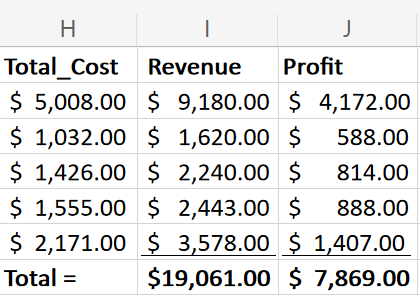 H I J
Total_Cost Revenue Profit
$ 5,008.00 $ 9,180.00 $ 4,172.00
$ 1,032.00 $ 1,620.00 $ 588.00
$ 1,426.00 $ 2,240.00 $ 814.00
$ 1,555.00 $ 2,443.00 $ 888.00
$ 2,171.00 $ 3,578.00 $ 1,407.00
Total = $19,061.00 $ 7,869.00